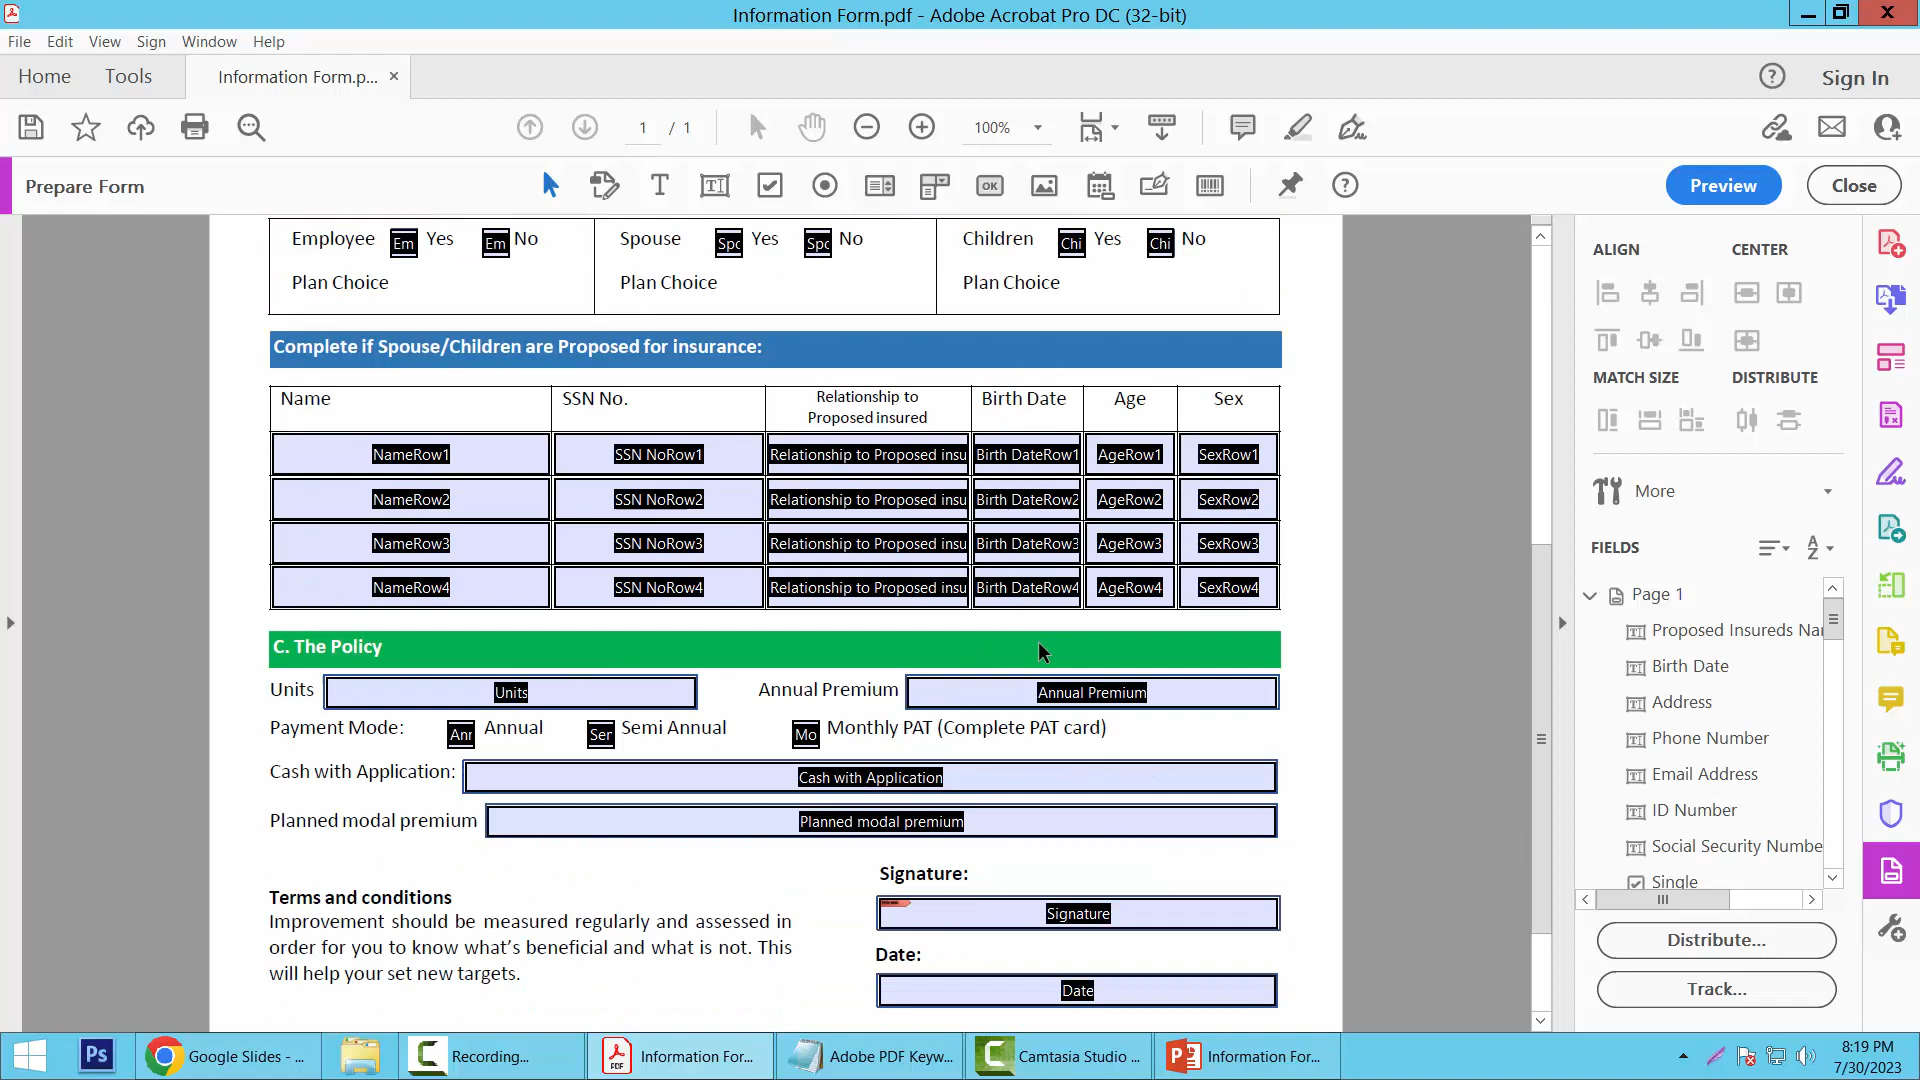 Information Form.pdf - Adobe Acrobat Pro DC (32-bit)
File Edit View Sign Window Help
Home Tools Information Form.p... × Sign In
1 / 1 100%
Prepare Form OK Preview Close
Employee Em Yes Em No Spouse Spo Yes Spo No Children Chi Yes Chi No
Plan Choice Plan Choice Plan Choice
Complete if Spouse/Children are Proposed for insurance:
Name SSN No. Relationship to Proposed insured Birth Date Age Sex
NameRow1 SSN NoRow1 Relationship to Proposed insu Birth DateRow1 AgeRow1 SexRow1
NameRow2 SSN NoRow2 Relationship to Proposed insu Birth DateRow2 AgeRow2 SexRow2
NameRow3 SSN NoRow3 Relationship to Proposed insu Birth DateRow3 AgeRow3 SexRow3
NameRow4 SSN NoRow4 Relationship to Proposed insu Birth DateRow4 AgeRow4 SexRow4
C. The Policy
Units Units Annual Premium Annual Premium
Payment Mode: Ann Annual Sem Semi Annual Mo Monthly PAT (Complete PAT card)
Cash with Application: Cash with Application
Planned modal premium Planned modal premium
Signature:
Signature
Date:
Date
Terms and conditions
Improvement should be measured regularly and assessed in
order for you to know what's beneficial and what is not. This
will help your set new targets.
ALIGN CENTER
MATCH SIZE DISTRIBUTE
More
FIELDS
Page 1
Proposed Insureds Nar
Birth Date
Address
Phone Number
Email Address
ID Number
Social Security Numbe
Single
Distribute...
Track...
Ps Google Slides - ... Recording... Information For... Adobe PDF Keyw... Camtasia Studio ... Information For... 8:19 PM
7/30/2023